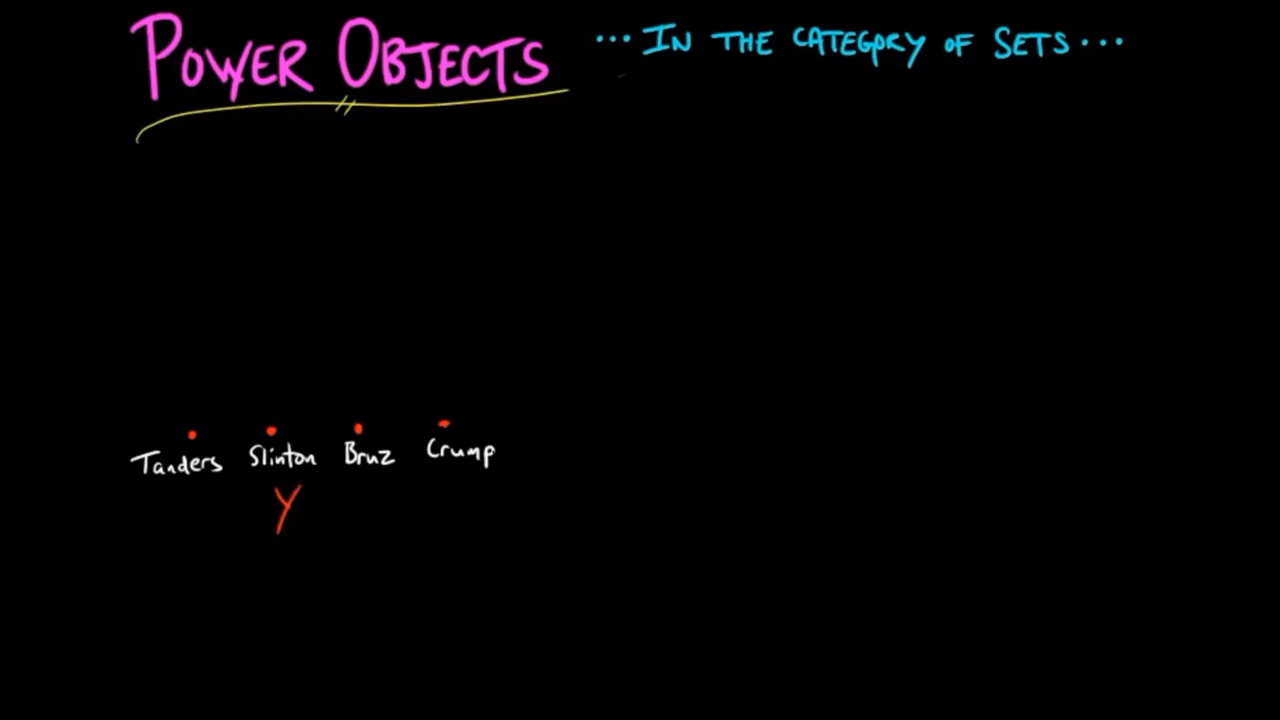 POWER OBJECTS ... IN THE CATEGORY OF SETS...
Tanders Slinton Bruz Crump
Y